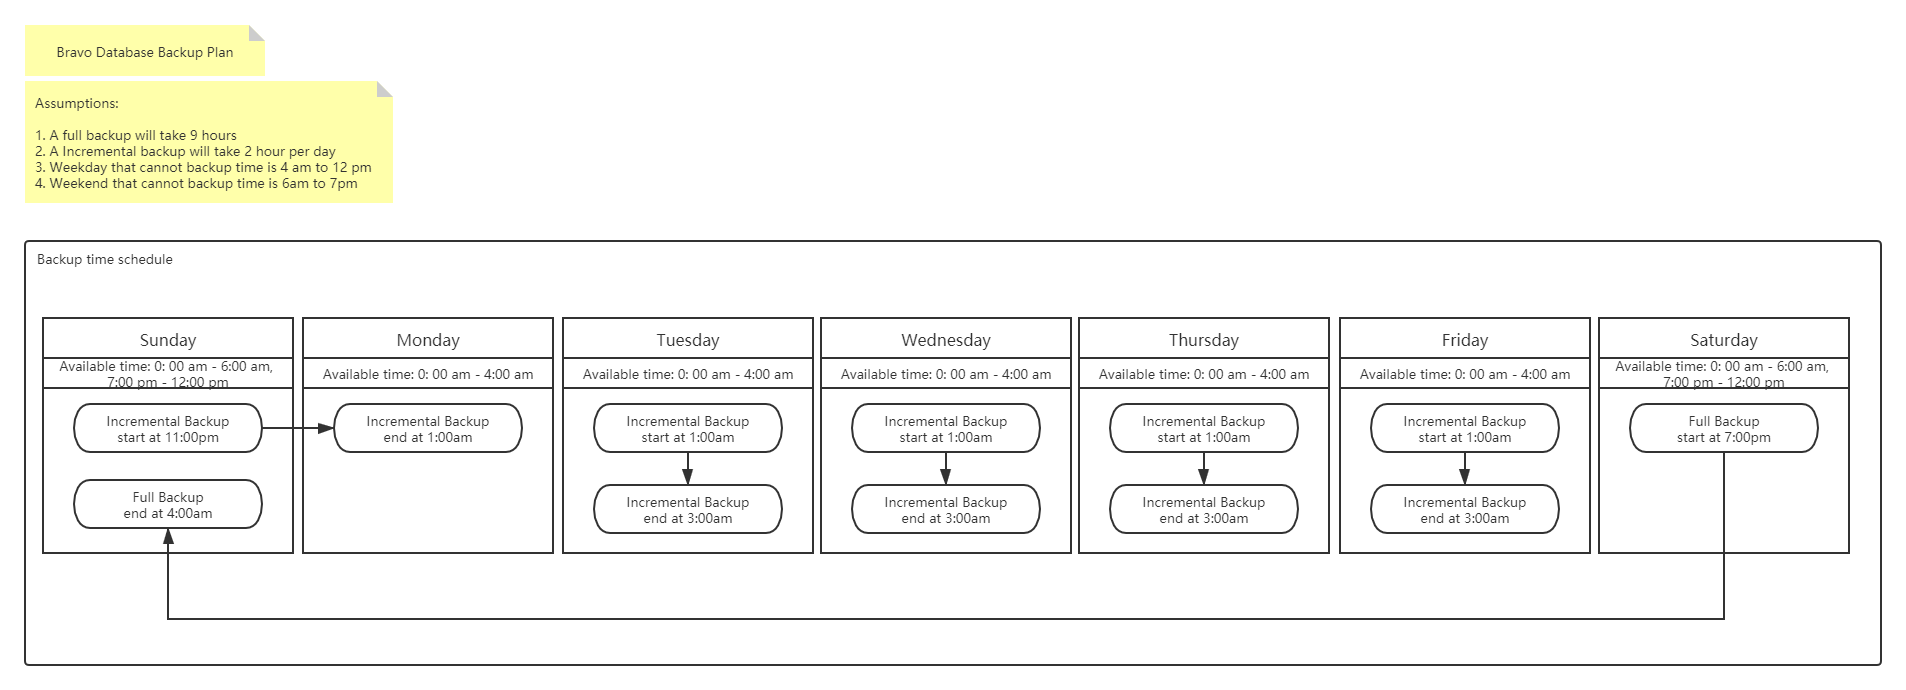 Bravo Database Backup Plan
Assumptions:
1. A full backup will take 9 hours
2. A Incremental backup will take 2 hour per day
3. Weekday that cannot backup time is 4 am to 12 pm
4. Weekend that cannot backup time is 6am to 7pm
Backup time schedule
Sunday
Available time: 0: 00 am - 6:00 am,
7:00 pm - 12:00 pm
Incremental Backup
start at 11:00pm
Full Backup
end at 4:00am
Monday
Available time: 0: 00 am - 4:00 am
Incremental Backup
end at 1:00am
Tuesday
Available time: 0: 00 am - 4:00 am
Incremental Backup
start at 1:00am
Incremental Backup
end at 3:00am
Wednesday
Available time: 0: 00 am - 4:00 am
Incremental Backup
start at 1:00am
Incremental Backup
end at 3:00am
Thursday
Available time: 0: 00 am - 4:00 am
Incremental Backup
start at 1:00am
Incremental Backup
end at 3:00am
Friday
Available time: 0: 00 am - 4:00 am
Incremental Backup
start at 1:00am
Incremental Backup
end at 3:00am
Saturday
Available time: 0: 00 am - 6:00 am,
7:00 pm - 12:00 pm
Full Backup
start at 7:00pm